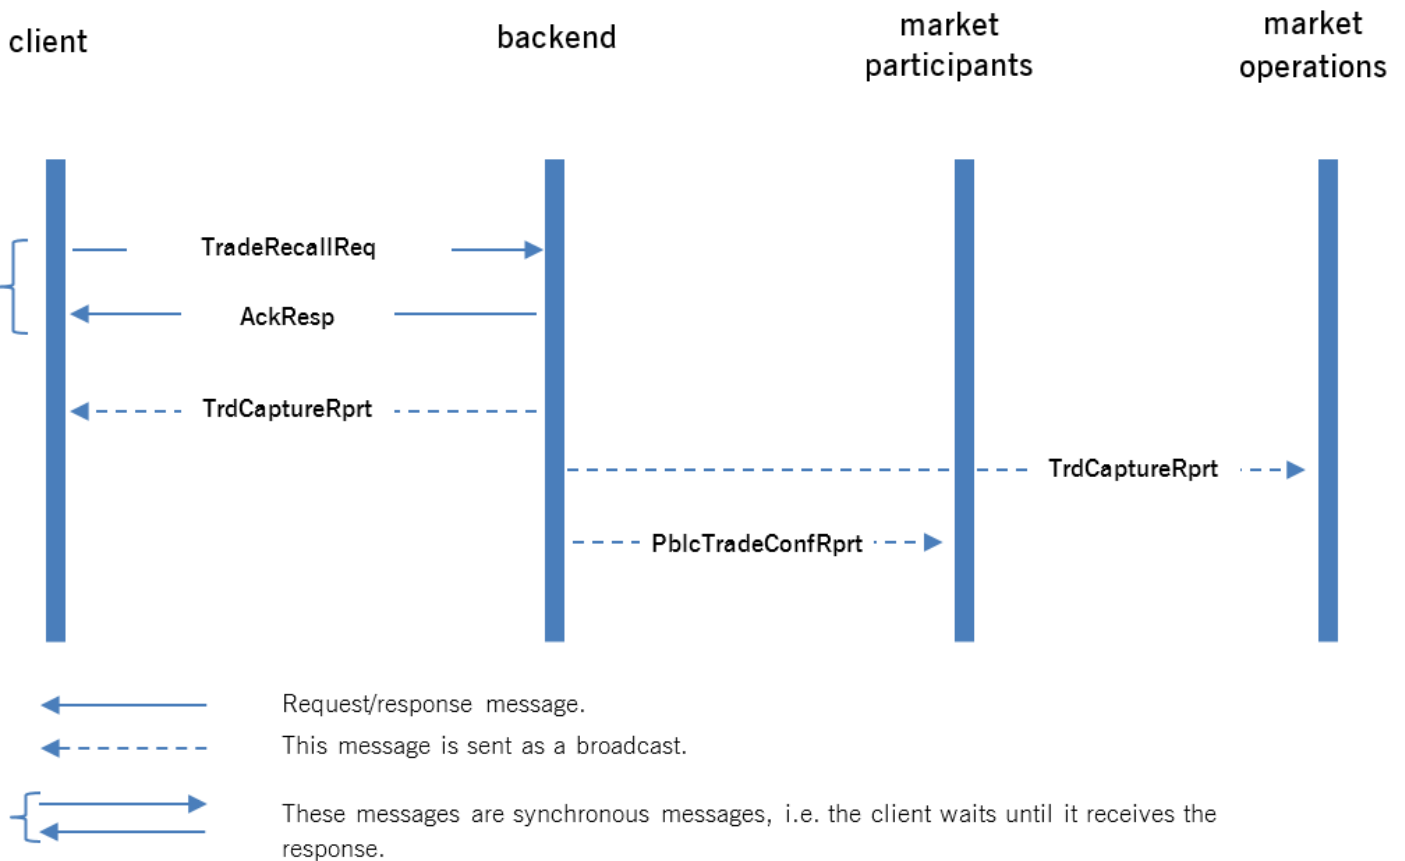 client
backend
market
participants
market
operations
TradeRecallReq
AckResp
TrdCaptureRprt
TrdCaptureRprt
PblcTradeConfRprt
Request/response message.
This message is sent as a broadcast.
These messages are synchronous messages, i.e. the client waits until it receives the
response.